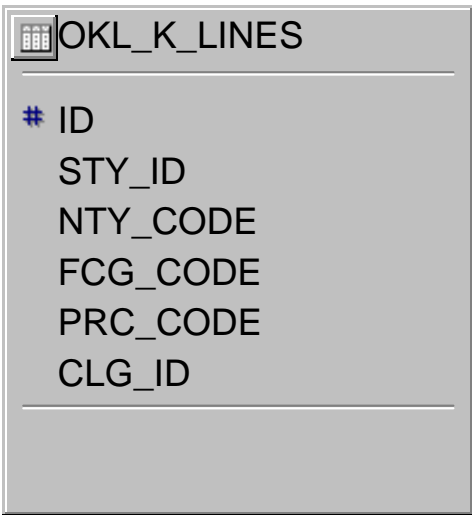 OKL_K_LINES
# ID
STY_ID
NTY_CODE
FCG_CODE
PRC_CODE
CLG_ID